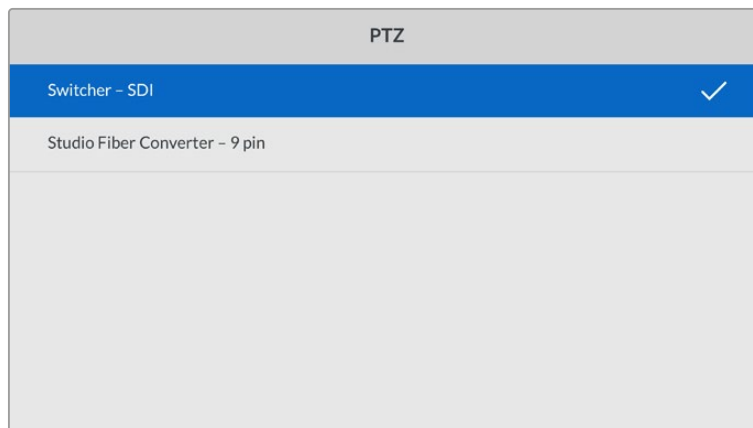 PTZ
Switcher – SDI
Studio Fiber Converter – 9 pin